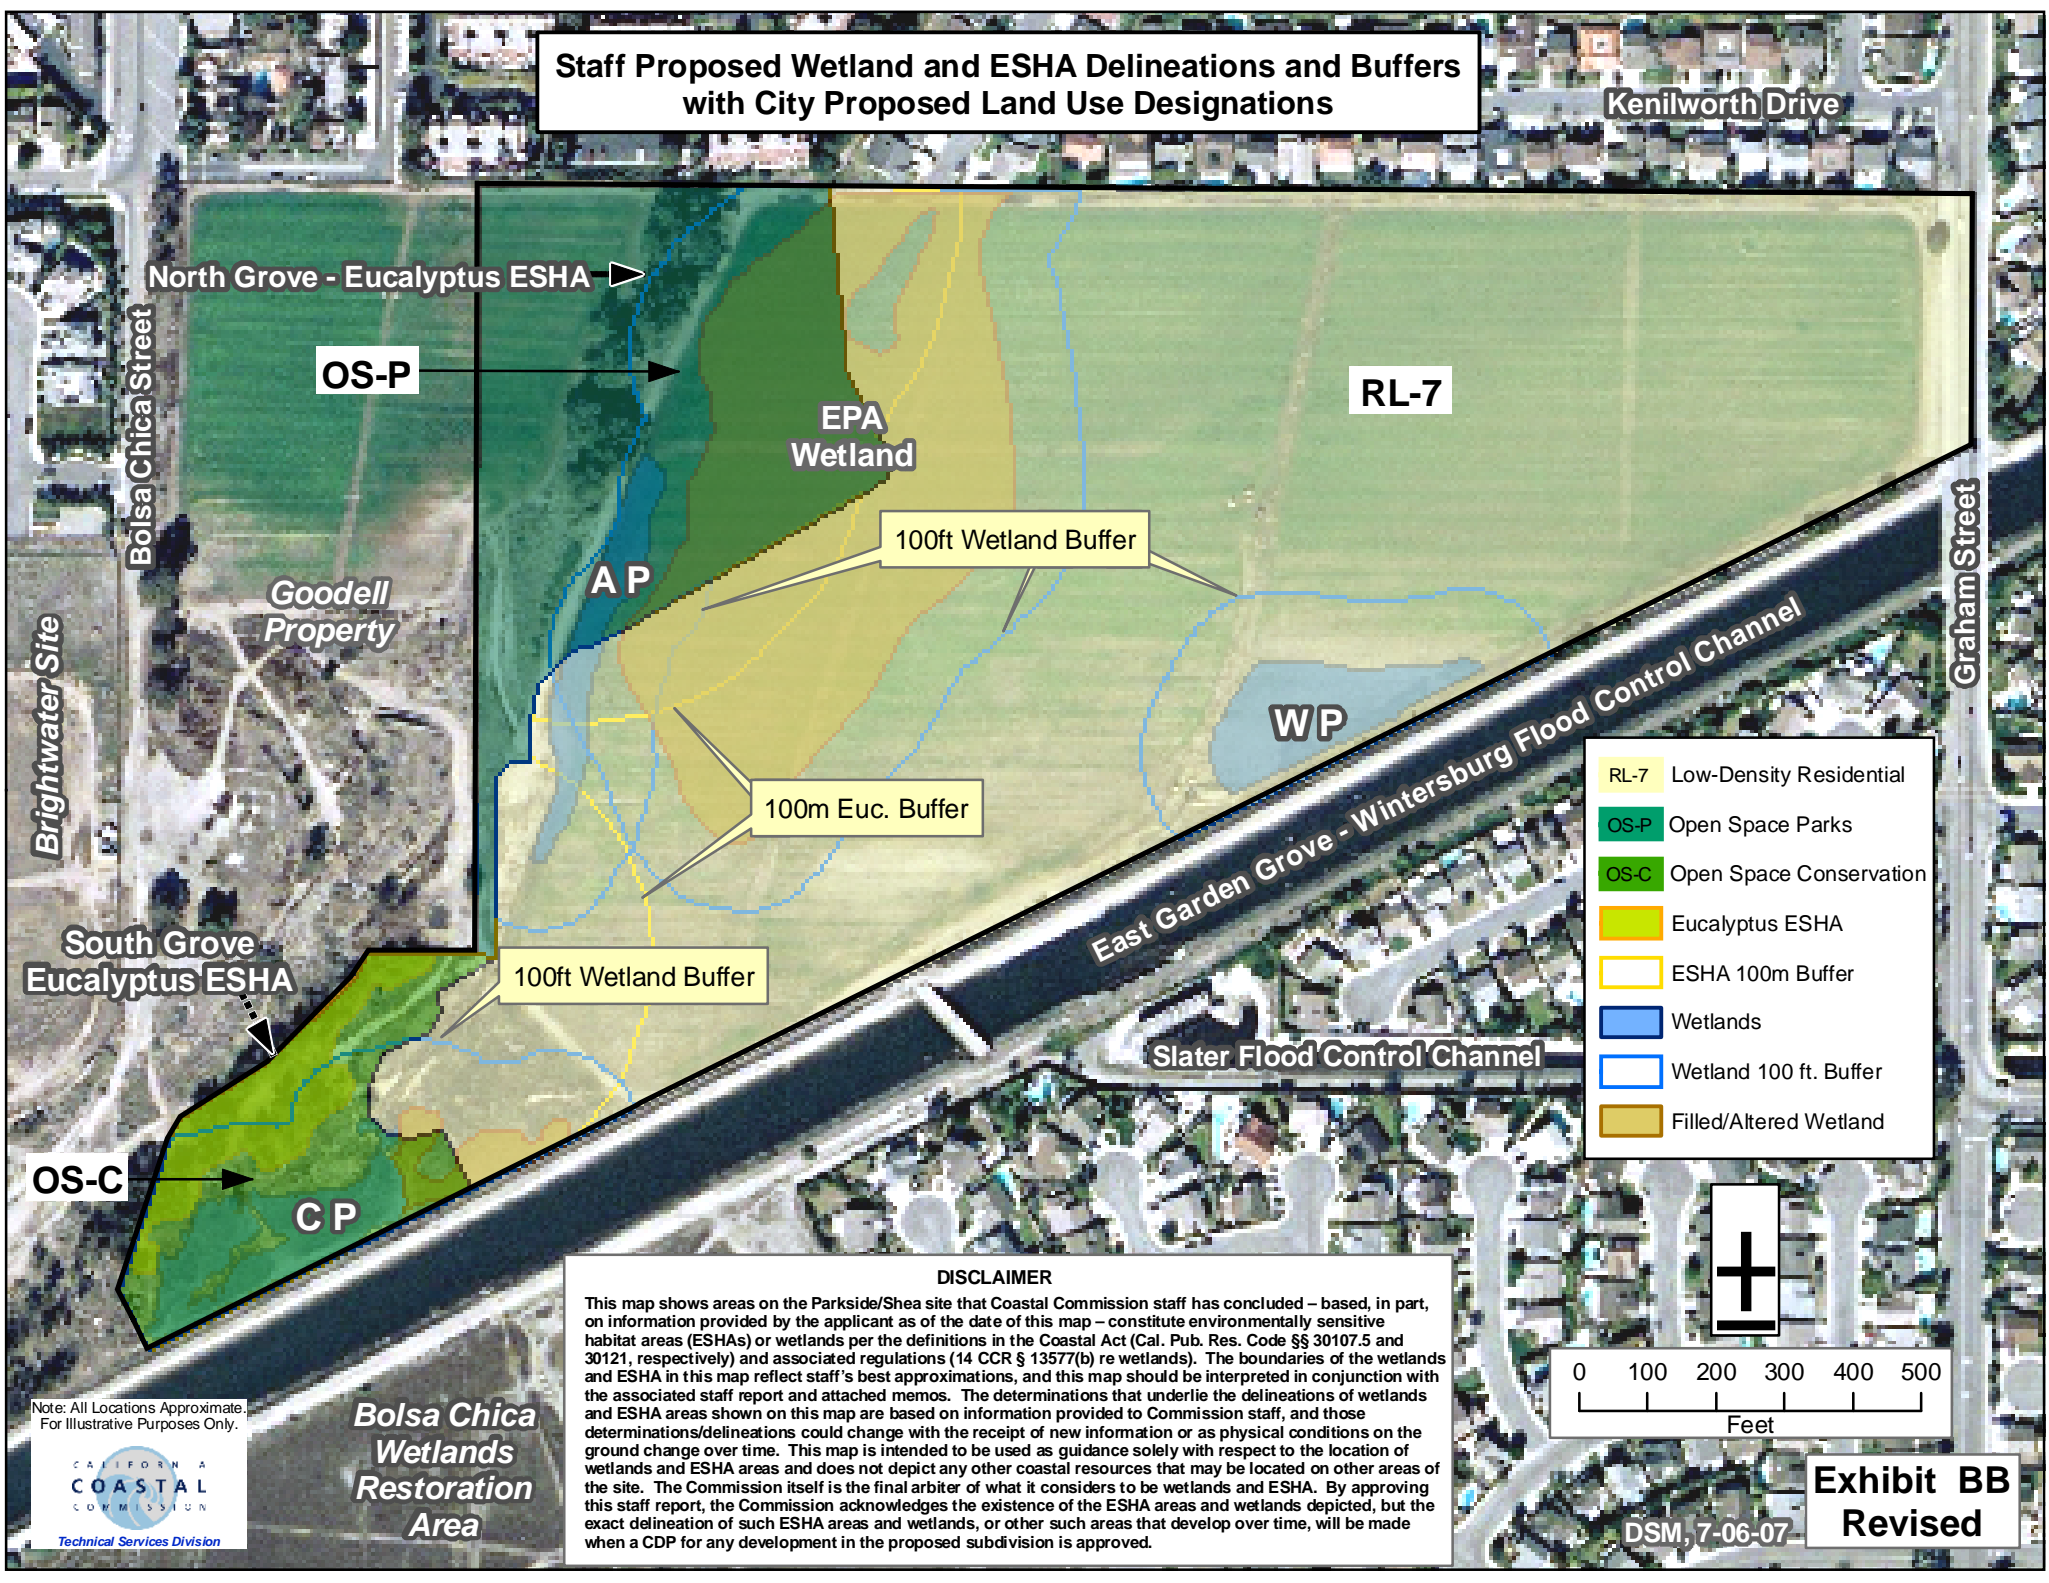 Staff Proposed Wetland and ESHA Delineations and Buffers
with City Proposed Land Use Designations
Kenilworth Drive
North Grove - Eucalyptus ESHA
OS-P
RL-7
EPA
Wetland
Bolsa Chica Street
100ft Wetland Buffer
Graham Street
A P
Goodell
Property
Brightwater Site
W P
East Garden Grove - Wintersburg Flood Control Channel
100m Euc. Buffer
RL-7 Low-Density Residential
OS-P Open Space Parks
OS-C Open Space Conservation
Eucalyptus ESHA
ESHA 100m Buffer
Wetlands
Wetland 100 ft. Buffer
Filled/Altered Wetland
South Grove
Eucalyptus ESHA
100ft Wetland Buffer
Slater Flood Control Channel
OS-C
C P
DISCLAIMER
This map shows areas on the Parkside/Shea site that Coastal Commission staff has concluded – based, in part,
on information provided by the applicant as of the date of this map – constitute environmentally sensitive
habitat areas (ESHAs) or wetlands per the definitions in the Coastal Act (Cal. Pub. Res. Code §§ 30107.5 and
30121, respectively) and associated regulations (14 CCR § 13577(b) re wetlands). The boundaries of the wetlands
and ESHA in this map reflect staff's best approximations, and this map should be interpreted in conjunction with
the associated staff report and attached memos. The determinations that underlie the delineations of wetlands
and ESHA areas shown on this map are based on information provided to Commission staff, and those
determinations/delineations could change with the receipt of new information or as physical conditions on the
ground change over time. This map is intended to be used as guidance solely with respect to the location of
wetlands and ESHA areas and does not depict any other coastal resources that may be located on other areas of
the site. The Commission itself is the final arbiter of what it considers to be wetlands and ESHA. By approving
this staff report, the Commission acknowledges the existence of the ESHA areas and wetlands depicted, but the
exact delineation of such ESHA areas and wetlands, or other such areas that develop over time, will be made
when a CDP for any development in the proposed subdivision is approved.
0 100 200 300 400 500
Feet
Note: All Locations Approximate.
For Illustrative Purposes Only.
CALIFORNIA
COASTAL
COMMISSION
Technical Services Division
Bolsa Chica
Wetlands
Restoration
Area
DSM, 7-06-07
Exhibit BB
Revised